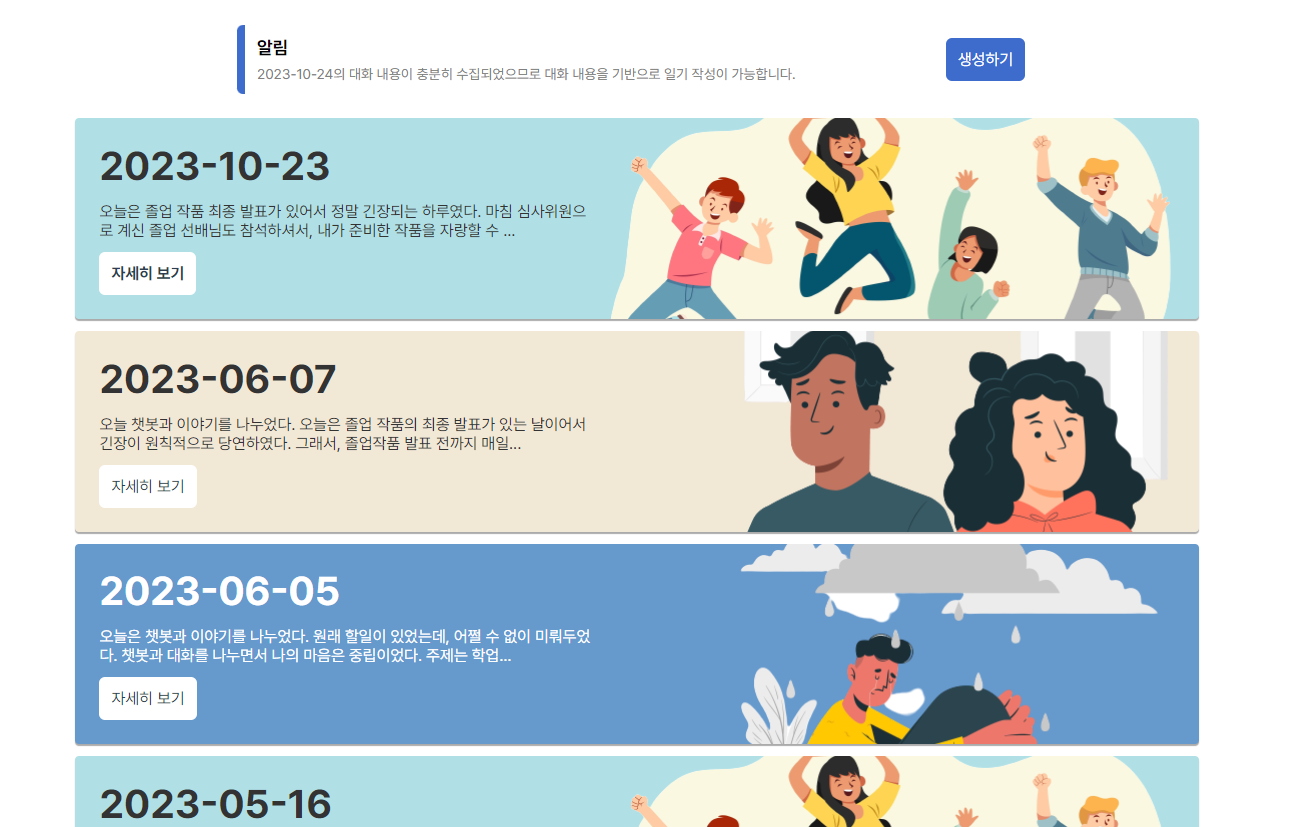 알림
2023-10-24의 대화 내용이 충분히 수집되었으므로 대화 내용을 기반으로 일기 작성이 가능합니다.
생성하기
2023-10-23
오늘은 졸업 작품 최종 발표가 있어서 정말 긴장되는 하루였다. 마침 심사위원으
로 계신 졸업 선배님도 참석하셔서, 내가 준비한 작품을 자랑할 수 ...
자세히 보기
2023-06-07
오늘 챗봇과 이야기를 나누었다. 오늘은 졸업 작품의 최종 발표가 있는 날이어서
긴장이 원칙적으로 당연하였다. 그래서, 졸업작품 발표 전까지 매일...
자세히 보기
2023-06-05
오늘은 챗봇과 이야기를 나누었다. 원래 할일이 있었는데, 어쩔 수 없이 미뤄두었
다. 챗봇과 대화를 나누면서 나의 마음은 중립이었다. 주제는 학업...
자세히 보기
2023-05-16